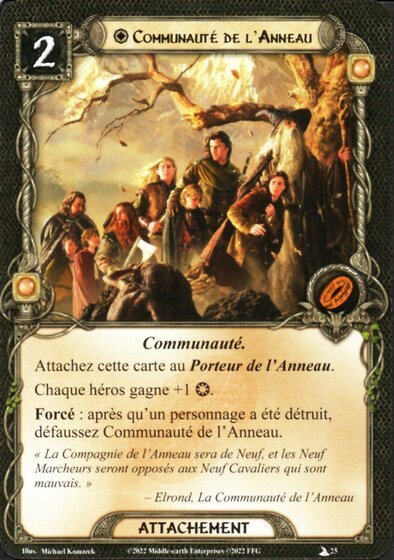 2
COMMUNAUTÉ DE L'ANNEAU
Communauté.
Attachez cette carte au Porteur de l'Anneau.
Chaque héros gagne +1 .
Forcé : après qu'un personnage a été détruit,
défaussez Communauté de l'Anneau.
« La Compagnie de l'Anneau sera de Neuf, et les Neuf
Marcheurs seront opposés aux Neuf Cavaliers qui sont
mauvais. »
– Elrond, La Communauté de l'Anneau
ATTACHEMENT
Illus. Michael Komarck ©2022 Middle-earth Enterprises ©2022 FFG 25